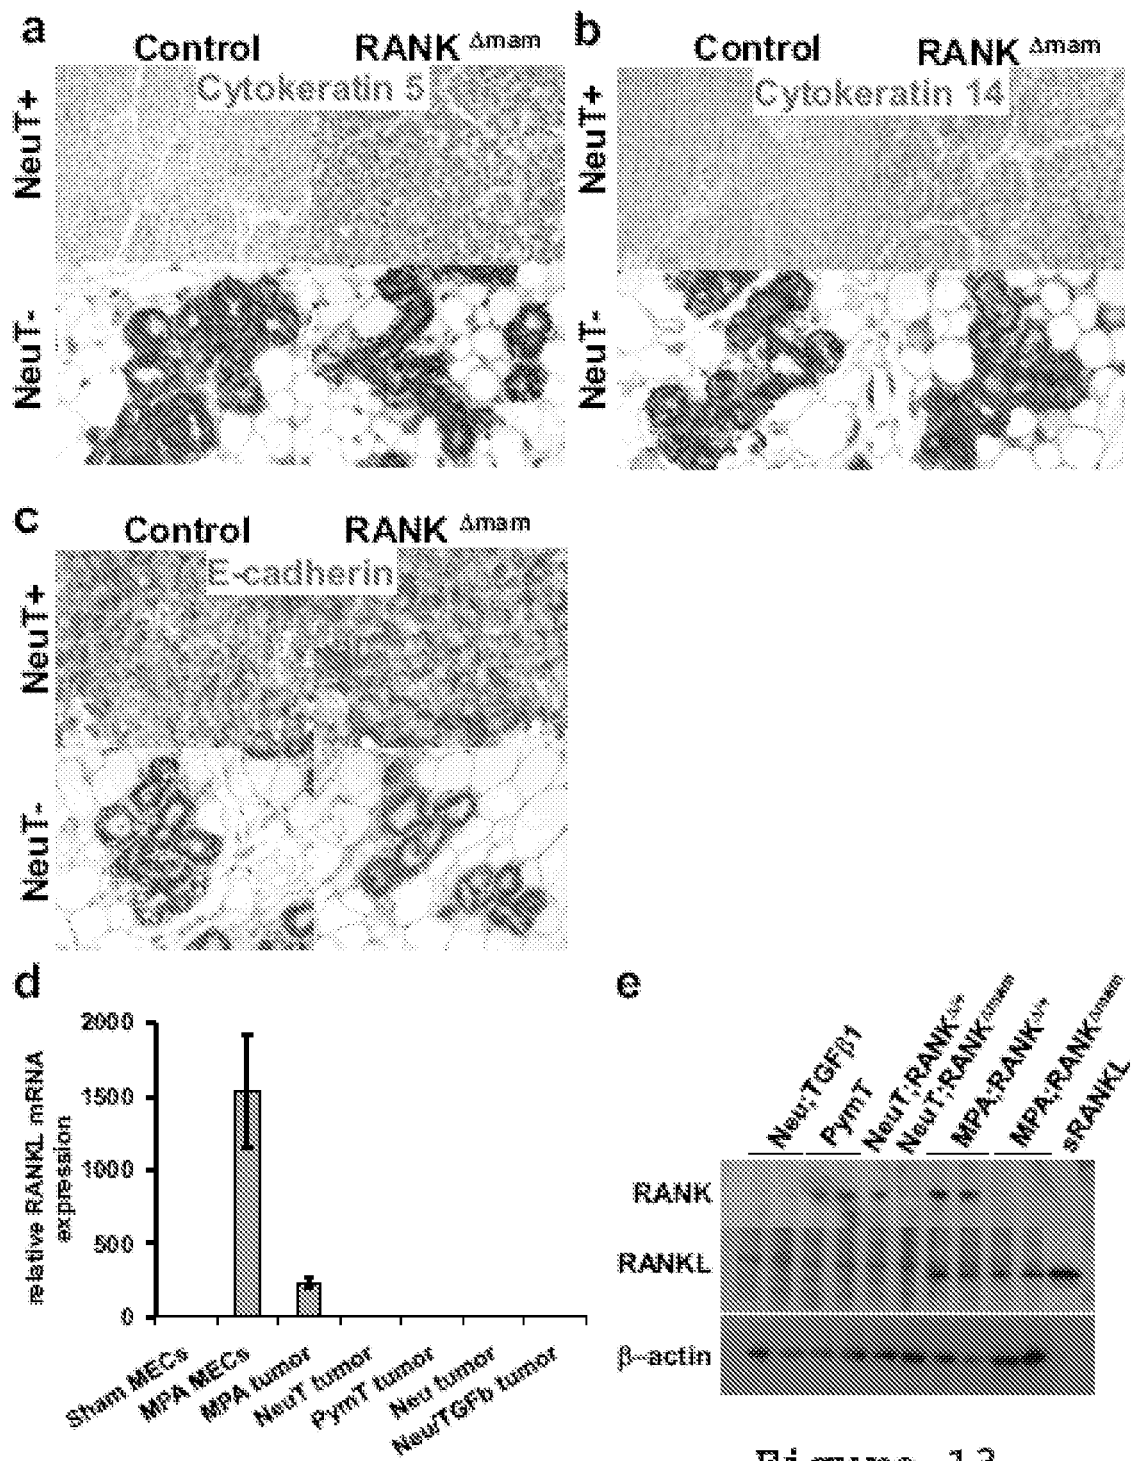 a
Control RANK Δmam
Cytokeratin 5
NeuT+
NeuT-
b
Control RANK Δmam
Cytokeratin 14
NeuT+
NeuT-
c
Control RANK Δmam
E-cadherin
NeuT+
NeuT-
d
relative RANKL mRNA
expression
2000
1500
1000
500
0
Sham MECs
MPA MECs
MPA tumor
NeuT tumor
PymT tumor
Neu tumor
Neu/TGFb tumor
e
Neu;TGFβ1
PymT
NeuT;RANK Δ/+
NeuT;RANK Δmam
MPA;RANK Δ/+
MPA;RANK Δmam
sRANKL
RANK
RANKL
β-actin
Figure 13